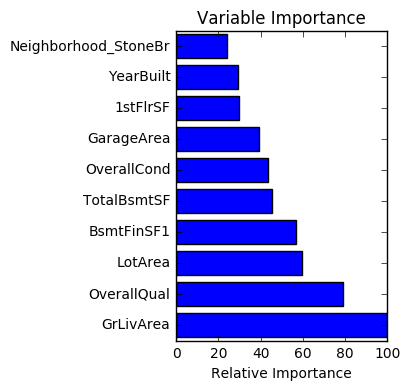 Variable Importance
Neighborhood_StoneBr
YearBuilt
1stFlrSF
GarageArea
OverallCond
TotalBsmtSF
BsmtFinSF1
LotArea
OverallQual
GrLivArea
0 20 40 60 80 100
Relative Importance